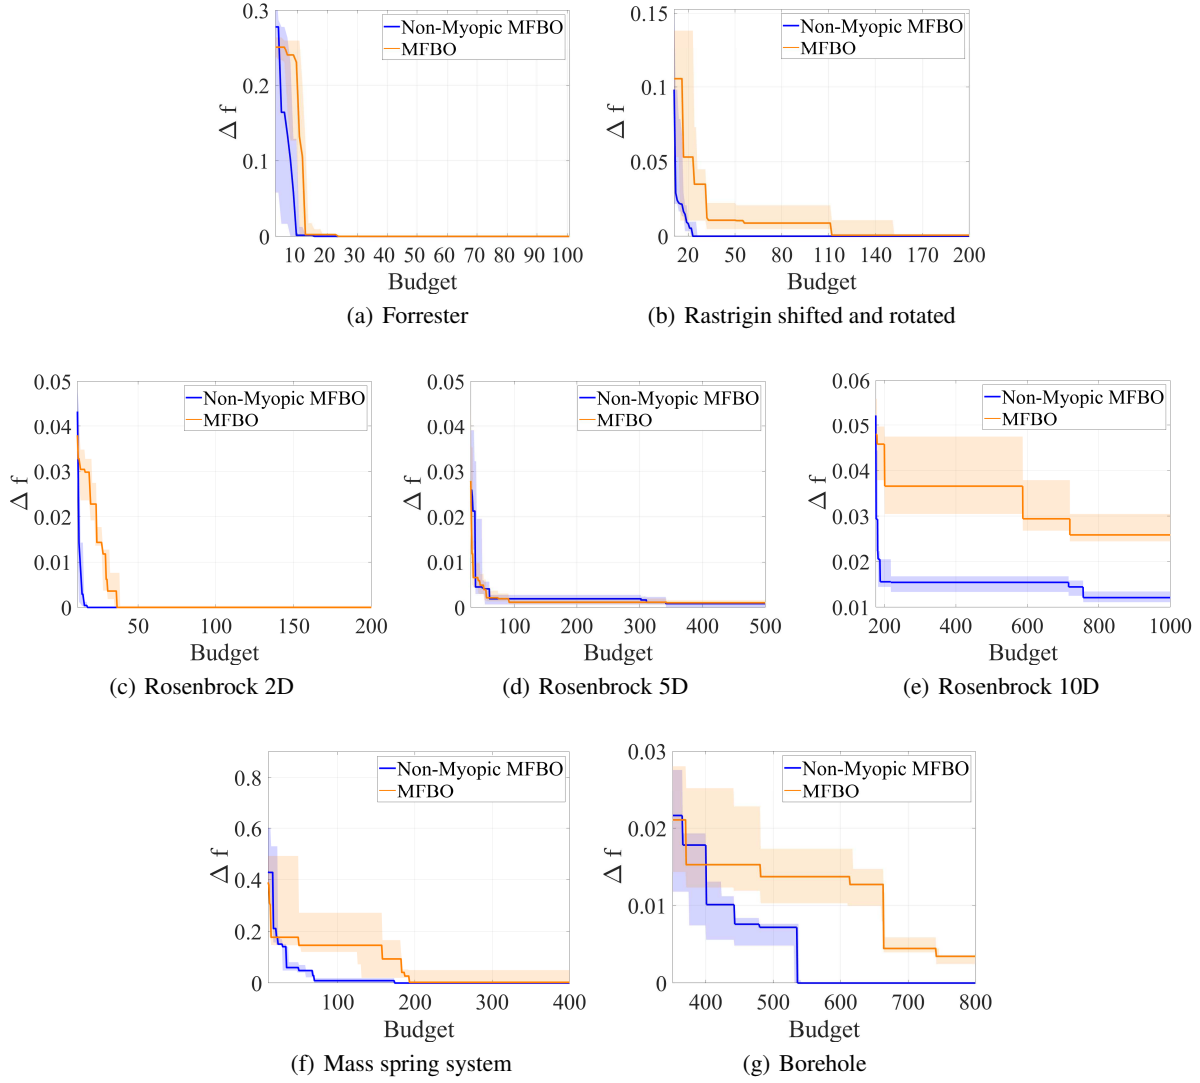 0.3
0.2
0.1
0
Δ f
Non-Myopic MFBO
MFBO
10 20 30 40 50 60 70 80 90 100
Budget
(a) Forrester
0.15
0.1
0.05
0
Δ f
Non-Myopic MFBO
MFBO
20 50 80 110 140 170 200
Budget
(b) Rastrigin shifted and rotated
0.05
0.04
0.03
0.02
0.01
0
Δ f
Non-Myopic MFBO
MFBO
50 100 150 200
Budget
(c) Rosenbrock 2D
0.05
0.04
0.03
0.02
0.01
0
Δ f
Non-Myopic MFBO
MFBO
100 200 300 400 500
Budget
(d) Rosenbrock 5D
0.06
0.05
0.04
0.03
0.02
0.01
Δ f
Non-Myopic MFBO
MFBO
200 400 600 800 1000
Budget
(e) Rosenbrock 10D
0.8
0.6
0.4
0.2
0
Δ f
Non-Myopic MFBO
MFBO
100 200 300 400
Budget
(f) Mass spring system
0.03
0.02
0.01
0
Δ f
Non-Myopic MFBO
MFBO
400 500 600 700 800
Budget
(g) Borehole